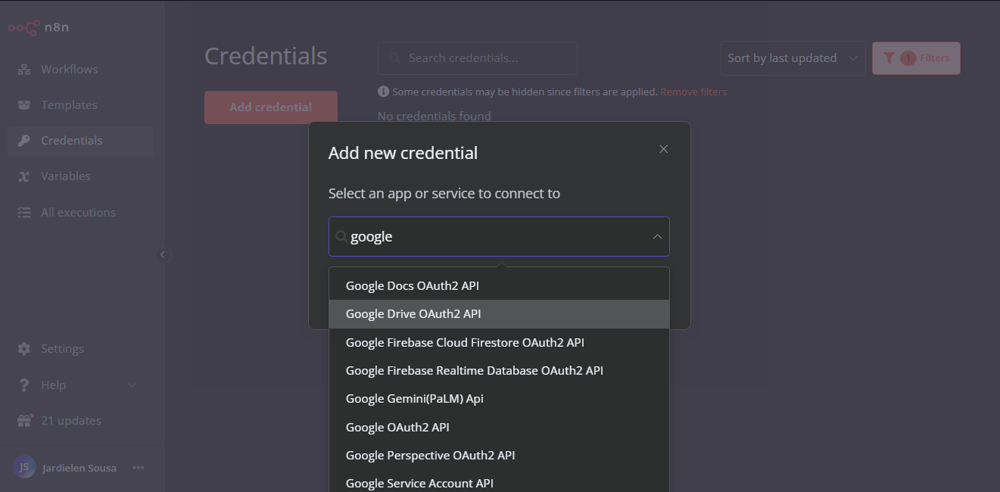 n8n
Workflows
Templates
Credentials
Variables
All executions
Settings
Help
21 updates
JS
Jardielen Sousa
Credentials
Add credential
Search credentials...
Sort by last updated
1 Filters
Some credentials may be hidden since filters are applied. Remove filters
No credentials found
Add new credential
Select an app or service to connect to
google
Google Docs OAuth2 API
Google Drive OAuth2 API
Google Firebase Cloud Firestore OAuth2 API
Google Firebase Realtime Database OAuth2 API
Google Gemini(PaLM) Api
Google OAuth2 API
Google Perspective OAuth2 API
Google Service Account API